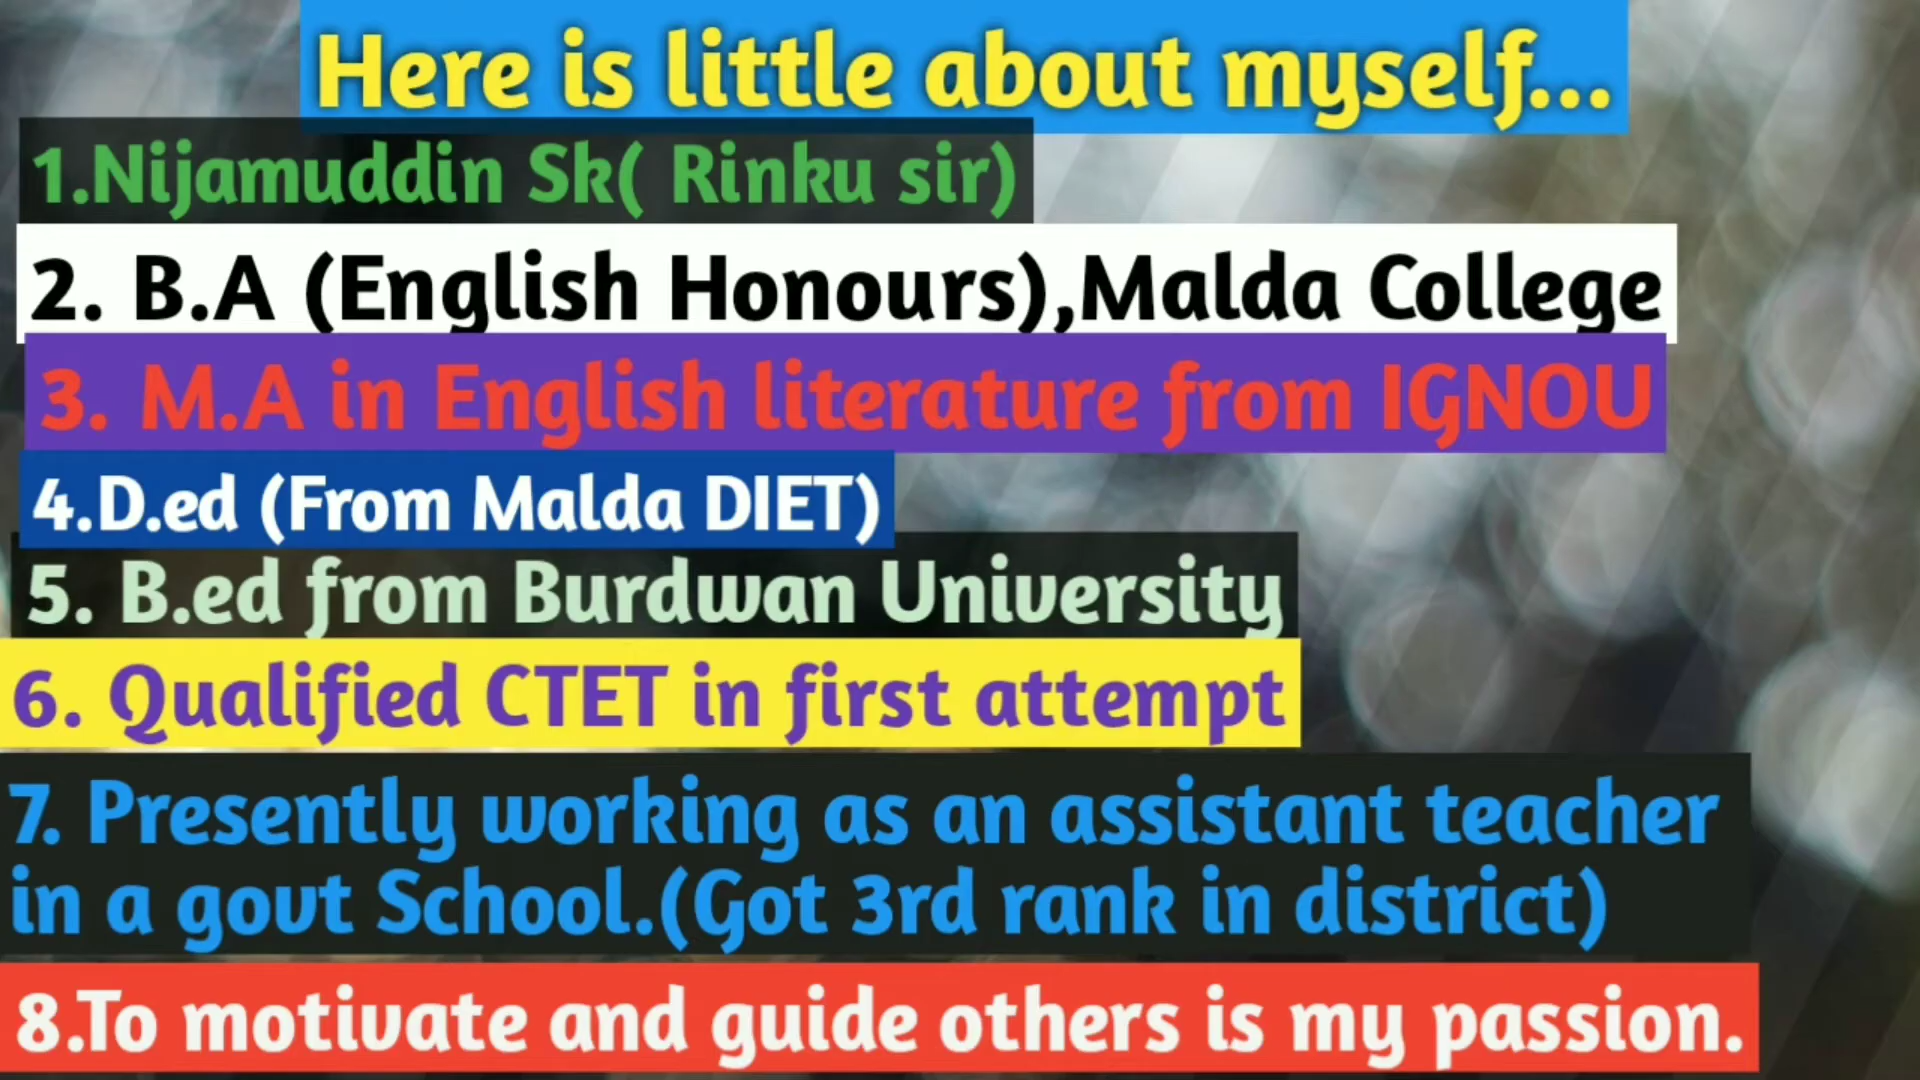 Here is little about myself...
1.Nijamuddin Sk( Rinku sir)
2. B.A (English Honours),Malda College
3. M.A in English literature from IGNOU
4.D.ed (From Malda DIET)
5. B.ed from Burdwan University
6. Qualified CTET in first attempt
7. Presently working as an assistant teacher
in a govt School.(Got 3rd rank in district)
8.To motivate and guide others is my passion.